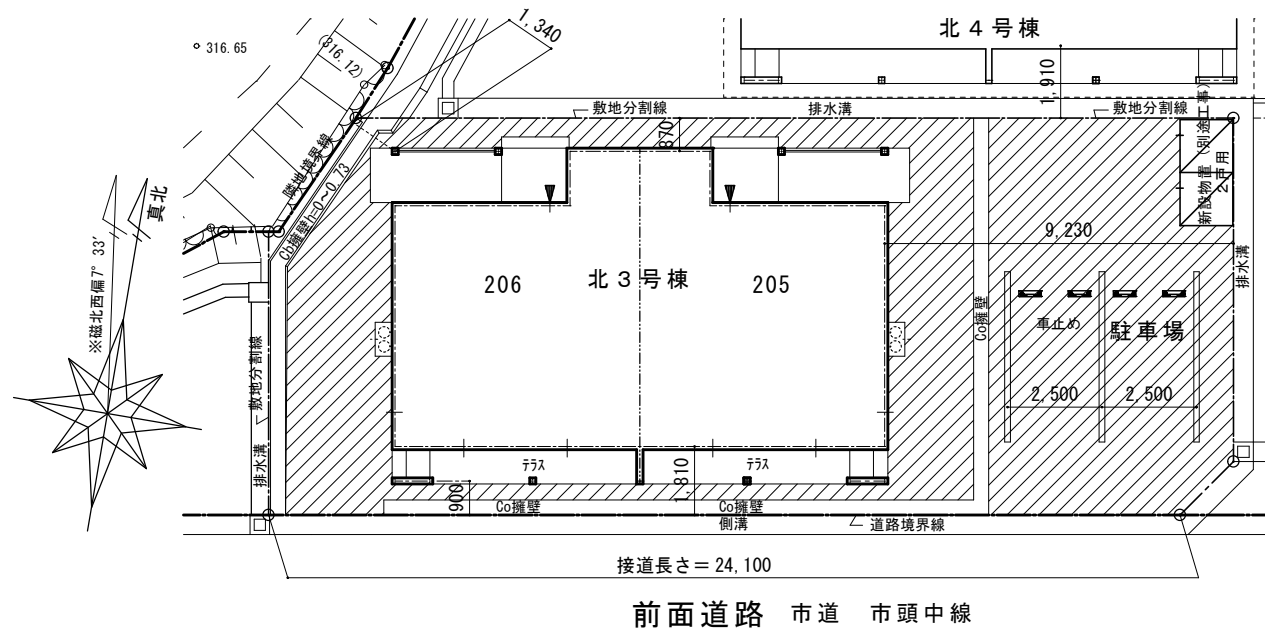 1,340
北４号棟
316.65
(316.12)
1,910
敷地分割線
排水溝
敷地分割線
870
隣地境界線
Co擁壁h=0～0.73
新設物置(別途工事)
2戸用
真北
※磁北西偏7° 33′
9,230
206
北３号棟
205
排水溝
Co擁壁
車止め
駐車場
敷地分割線
2,500
2,500
排水溝
テラス
テラス
900
1,810
Co擁壁
Co擁壁
側溝
道路境界線
接道長さ＝24,100
前面道路 市道 市頭中線